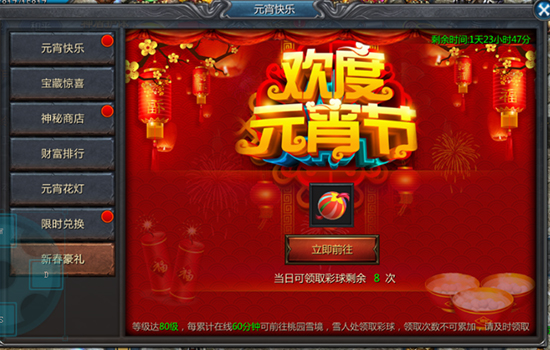 元宵快乐
剩余时间:1天23小时47分
元宵快乐
宝藏惊喜
神秘商店
财富排行
元宵花灯
限时兑换
新春豪礼
D
S
欢度
元宵节
立即前往
当日可领取彩球剩余 8 次
福
福
等级达80级，每累计在线60分钟可前往桃园雪境，雪人处领取彩球，领取次数不可累加，请及时领取